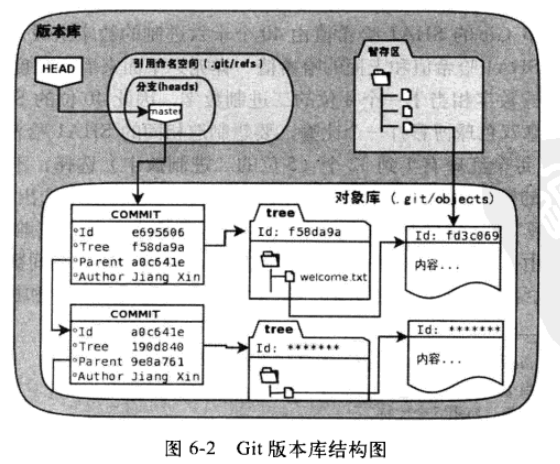 版本库
HEAD
引用命名空间 (.git/refs)
分支(heads)
master
暂存区
对象库 (.git/objects)
COMMIT
Id e695606
Tree f58da9a
Parent a0c641e
Author Jiang Xin
tree
Id: f58da9a
welcome.txt
Id: fd3c069
内容...
COMMIT
Id a0c641e
Tree 190d840
Parent 9e8a761
Author Jiang Xin
tree
Id: *******
Id: *******
内容...
图 6-2 Git 版本库结构图